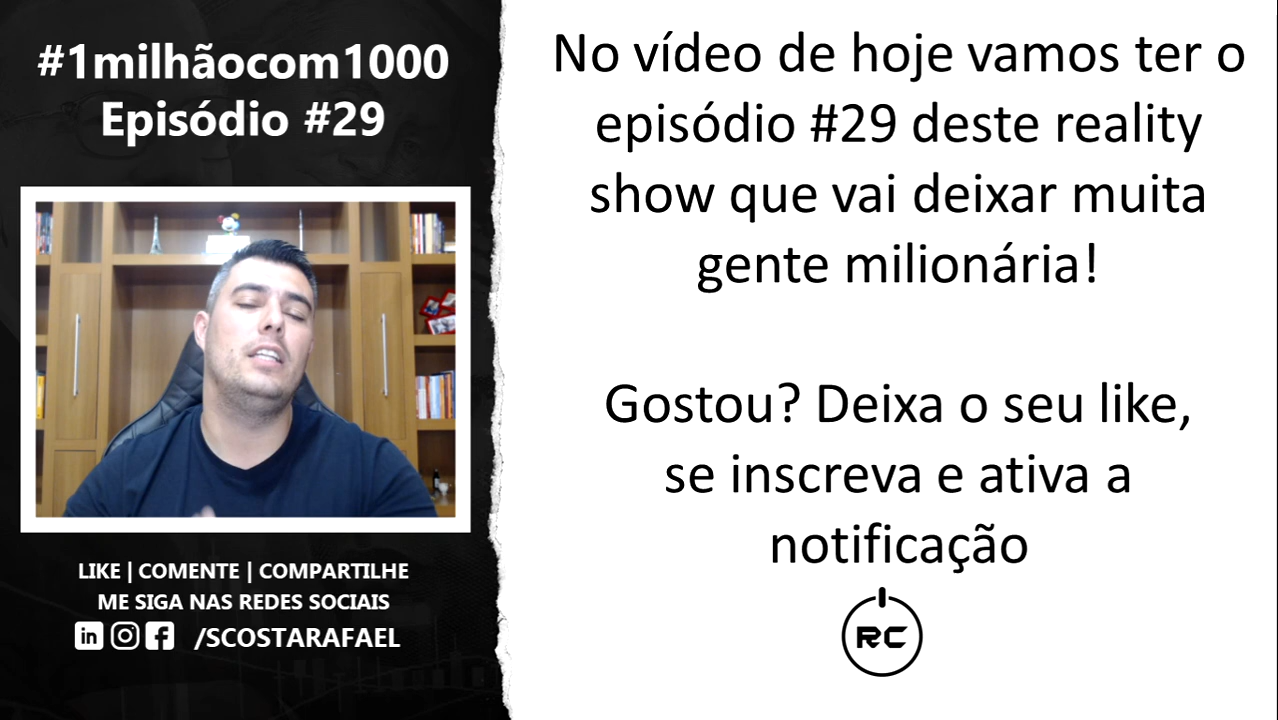 #1milhãocom1000
Episódio #29
LIKE | COMENTE | COMPARTILHE
ME SIGA NAS REDES SOCIAIS
in f /SCOSTARAFAEL
No vídeo de hoje vamos ter o
episódio #29 deste reality
show que vai deixar muita
gente milionária!
Gostou? Deixa o seu like,
se inscreva e ativa a
notificação
RC